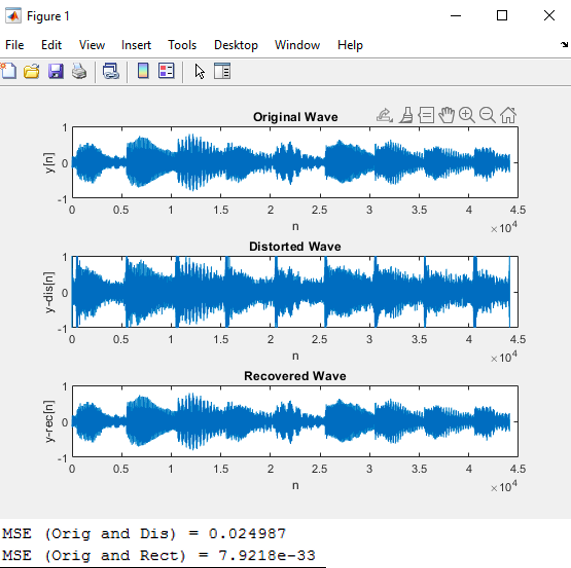 Figure 1
File Edit View Insert Tools Desktop Window Help
Original Wave
1
0
-1
y[n]
0 0.5 1 1.5 2 2.5 3 3.5 4 4.5
n
×10^4
Distorted Wave
1
0
-1
y-dis[n]
0 0.5 1 1.5 2 2.5 3 3.5 4 4.5
n
×10^4
Recovered Wave
1
0
-1
y-rec[n]
0 0.5 1 1.5 2 2.5 3 3.5 4 4.5
n
×10^4
MSE (Orig and Dis) = 0.024987
MSE (Orig and Rect) = 7.9218e-33